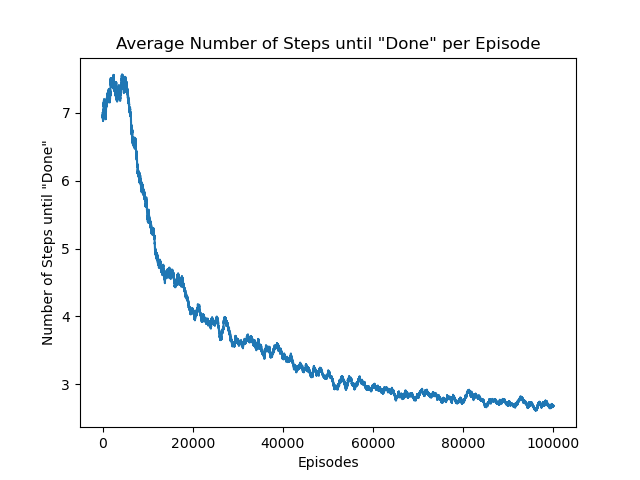 Average Number of Steps until "Done" per Episode
Number of Steps until "Done"
7
6
5
4
3
0 20000 40000 60000 80000 100000
Episodes